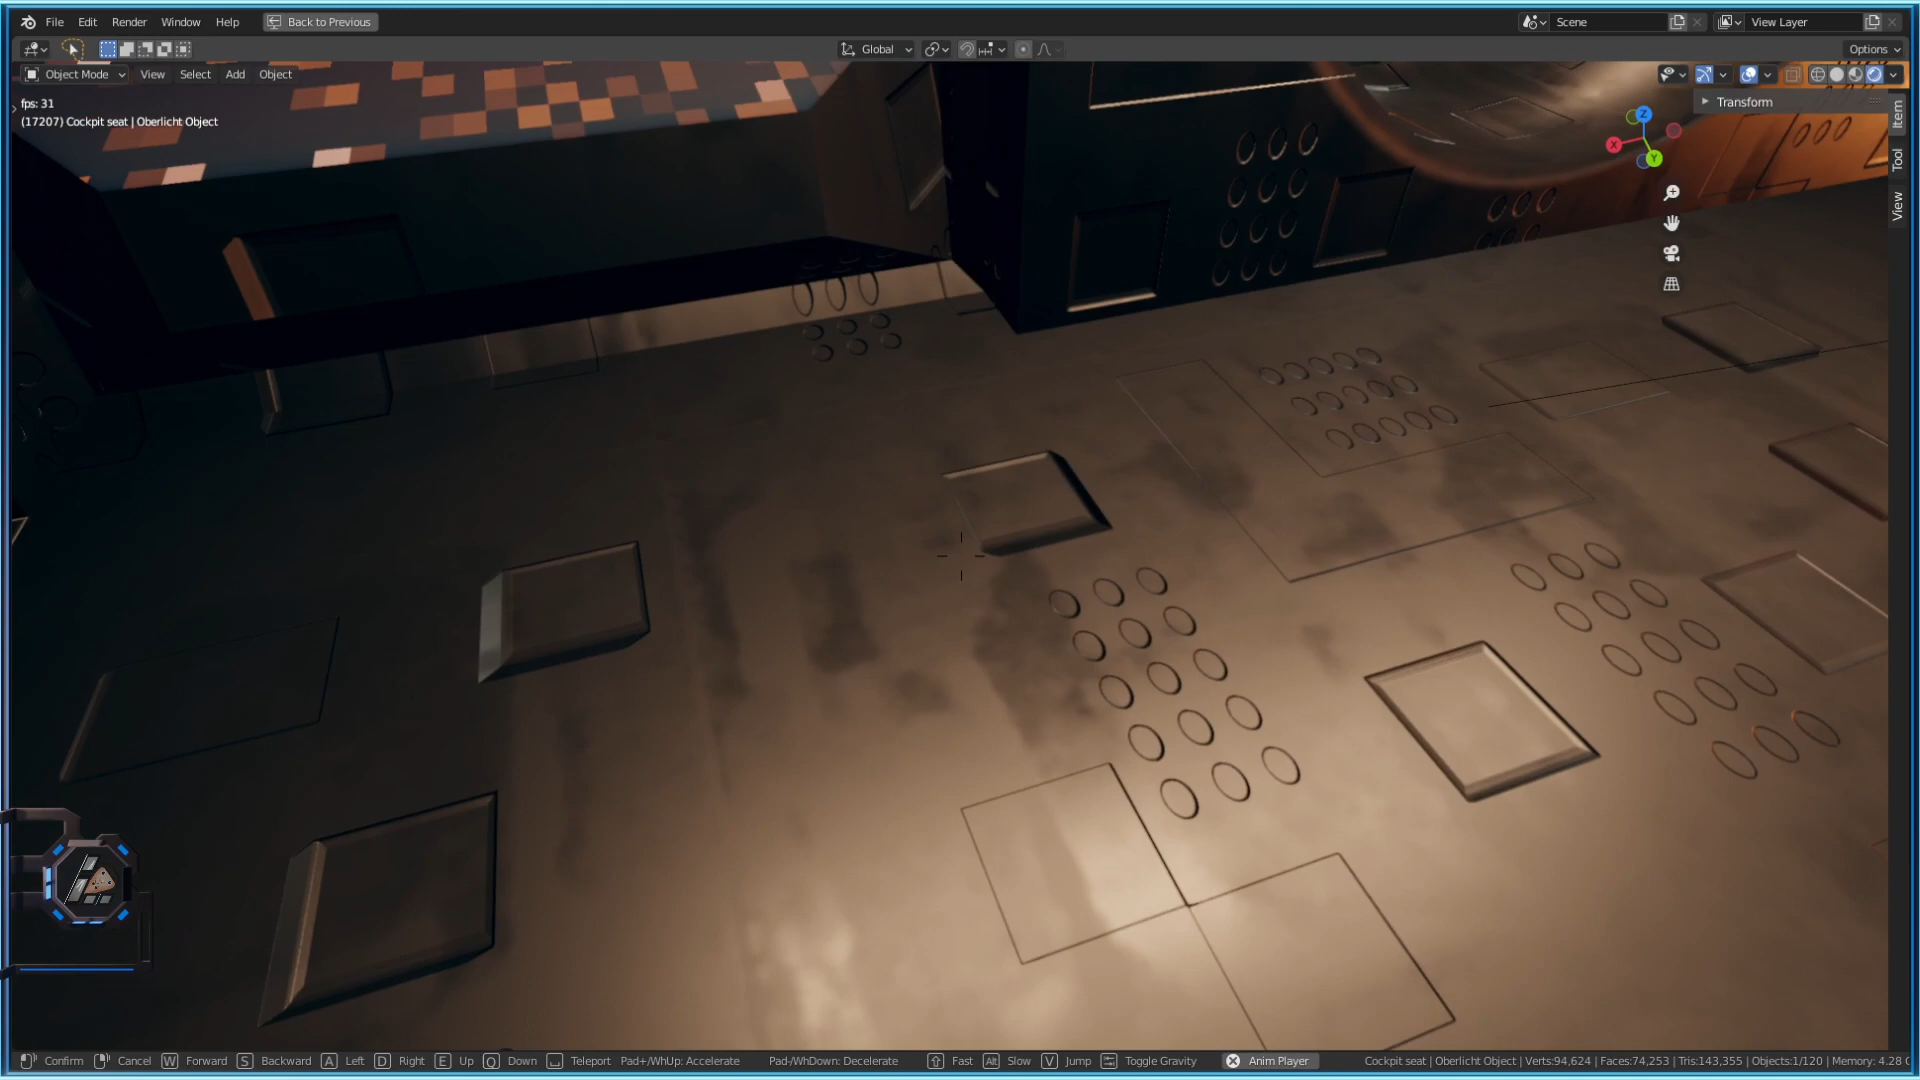 File Edit Render Window Help Back to Previous Scene View Layer
Global Options
Object Mode View Select Add Object
fps: 31
(17207) Cockpit seat | Oberlicht Object
Transform
Item
Tool
View
X
Y
Z
Confirm Cancel W Forward S Backward A Left D Right E Up Q Down Teleport Pad+/WhUp: Accelerate Pad-/WhDown: Decelerate Fast Alt Slow V Jump Toggle Gravity Anim Player Cockpit seat | Oberlicht Object | Verts:94,624 | Faces:74,253 | Tris:143,355 | Objects:1/120 | Memory: 4.28